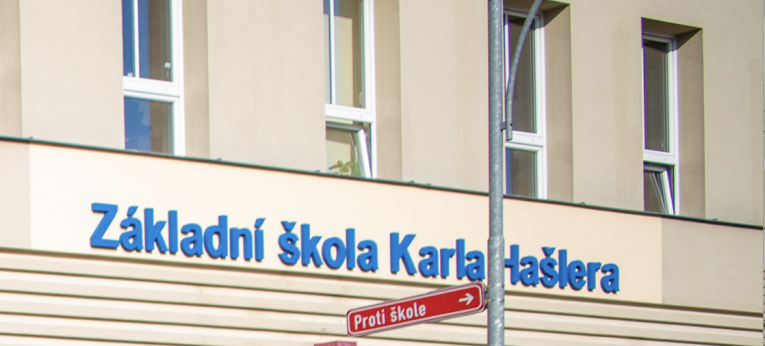 Základní škola Karla Hašlera
Proti škole